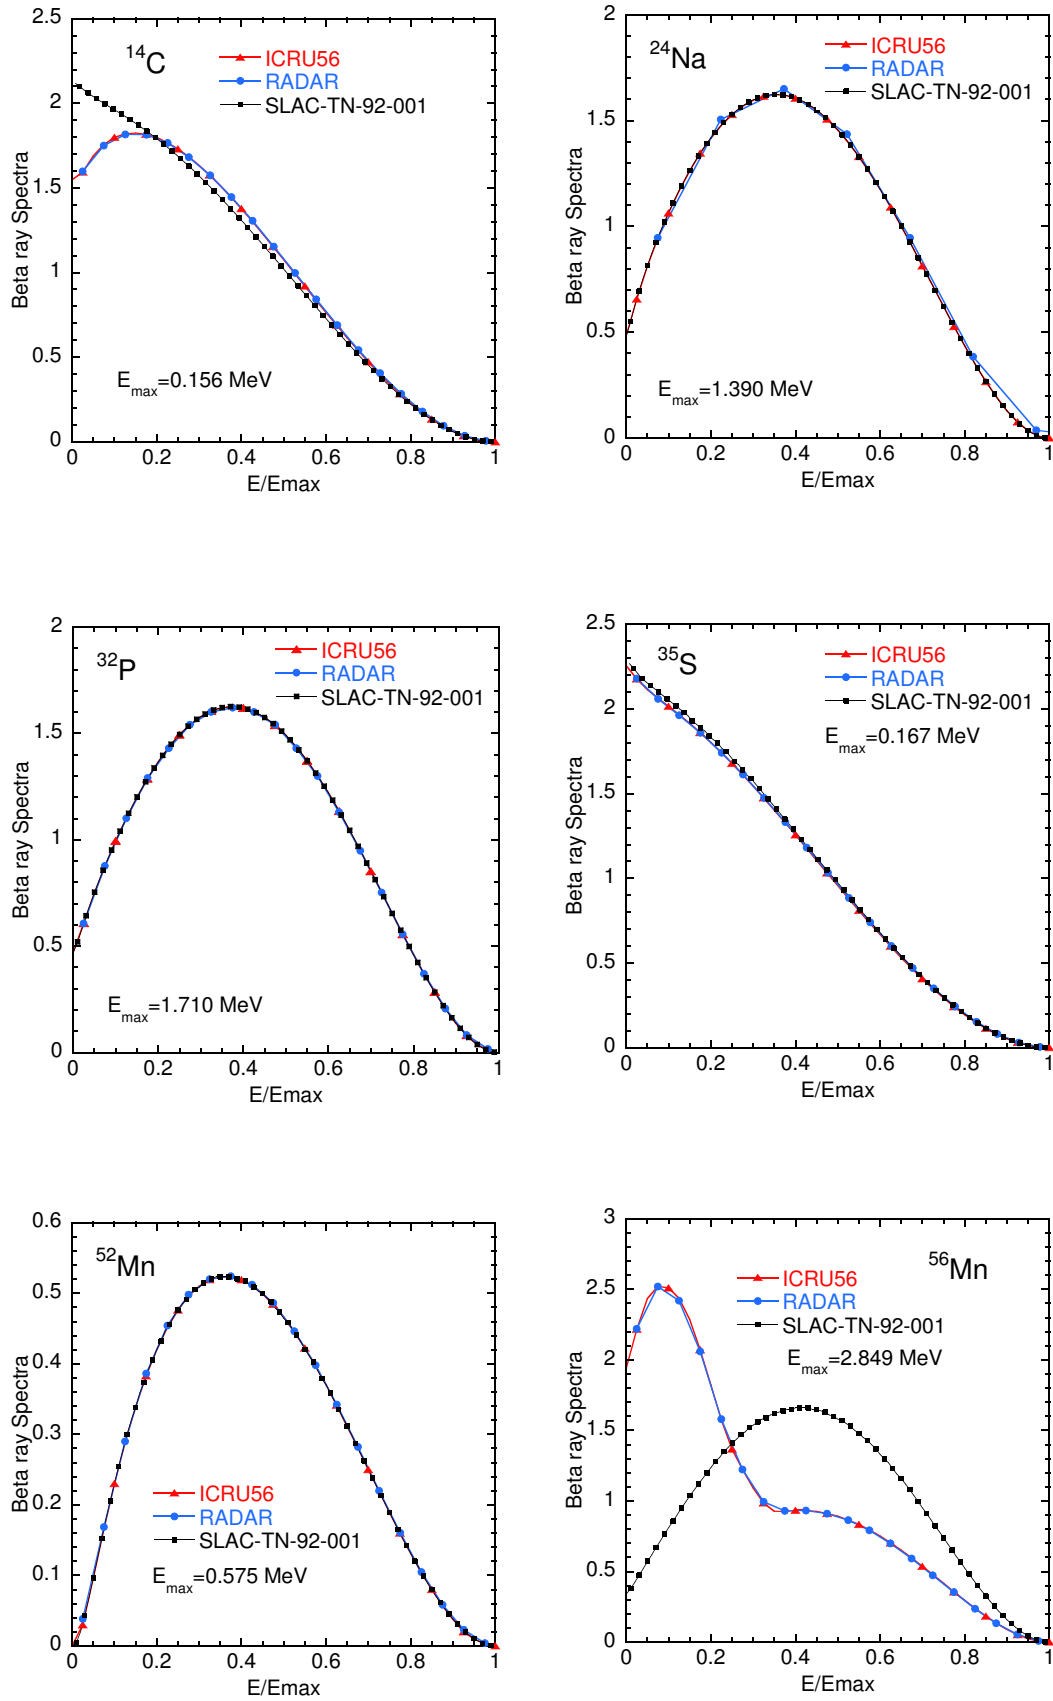 2.5
2
1.5
1
0.5
0
Beta ray Spectra
14C
ICRU56
RADAR
SLAC-TN-92-001
Emax=0.156 MeV
0 0.2 0.4 0.6 0.8 1
E/Emax
2
1.5
1
0.5
0
Beta ray Spectra
24Na
ICRU56
RADAR
SLAC-TN-92-001
Emax=1.390 MeV
0 0.2 0.4 0.6 0.8 1
E/Emax
2
1.5
1
0.5
0
Beta ray Spectra
32P
ICRU56
RADAR
SLAC-TN-92-001
Emax=1.710 MeV
0 0.2 0.4 0.6 0.8 1
E/Emax
2.5
2
1.5
1
0.5
0
Beta ray Spectra
35S
ICRU56
RADAR
SLAC-TN-92-001
Emax=0.167 MeV
0 0.2 0.4 0.6 0.8 1
E/Emax
0.6
0.5
0.4
0.3
0.2
0.1
0
Beta ray Spectra
52Mn
ICRU56
RADAR
SLAC-TN-92-001
Emax=0.575 MeV
0 0.2 0.4 0.6 0.8 1
E/Emax
3
2.5
2
1.5
1
0.5
0
Beta ray Spectra
56Mn
ICRU56
RADAR
SLAC-TN-92-001
Emax=2.849 MeV
0 0.2 0.4 0.6 0.8 1
E/Emax